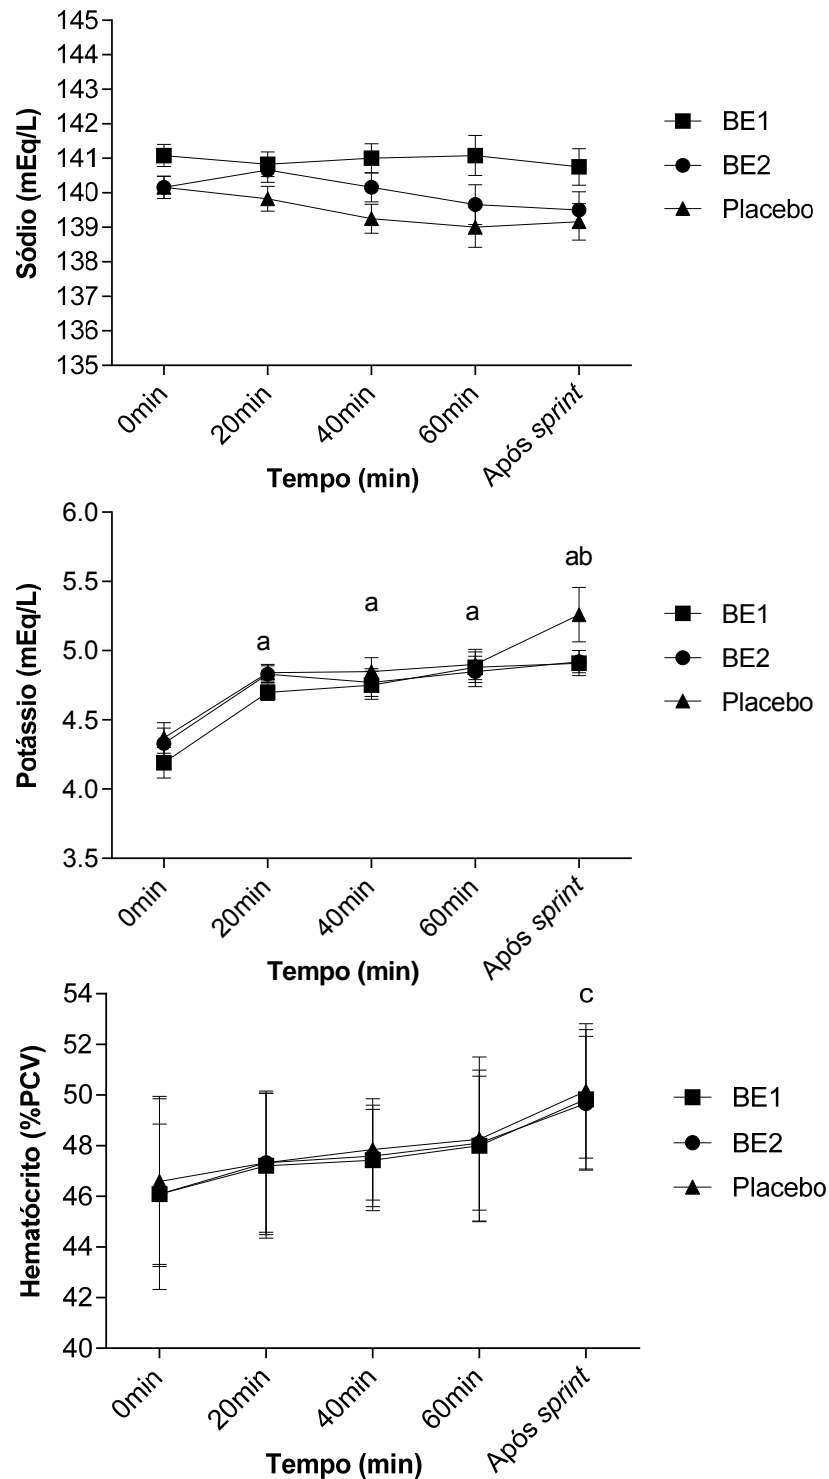 Sódio (mEq/L)
145
144
143
142
141
140
139
138
137
136
135
0min
20min
40min
60min
Após sprint
Tempo (min)
BE1
BE2
Placebo
Potássio (mEq/L)
6.0
5.5
5.0
4.5
4.0
3.5
a
a
a
ab
0min
20min
40min
60min
Após sprint
Tempo (min)
BE1
BE2
Placebo
Hematócrito (%PCV)
54
52
50
48
46
44
42
40
c
0min
20min
40min
60min
Após sprint
Tempo (min)
BE1
BE2
Placebo